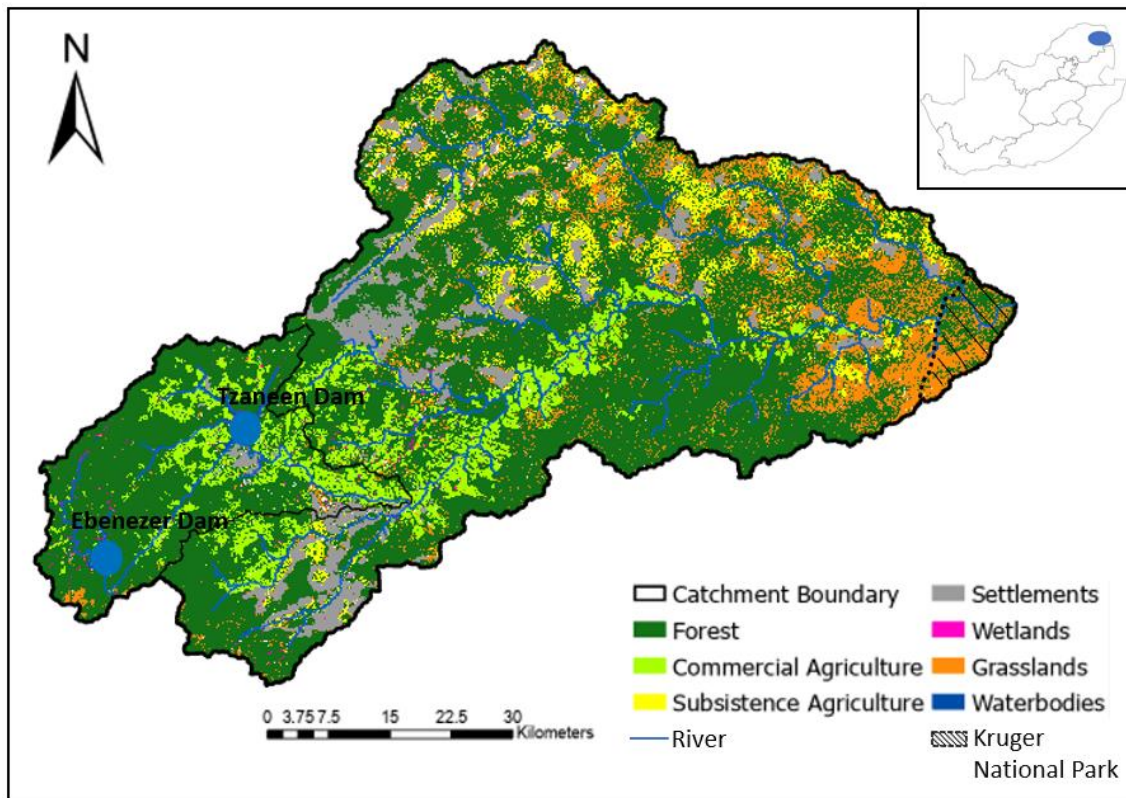 N
Tzaneen Dam
Ebenezer Dam
Catchment Boundary
Forest
Commercial Agriculture
Subsistence Agriculture
River
Settlements
Wetlands
Grasslands
Waterbodies
Kruger
National Park
0 3.75 7.5 15 22.5 30
Kilometers